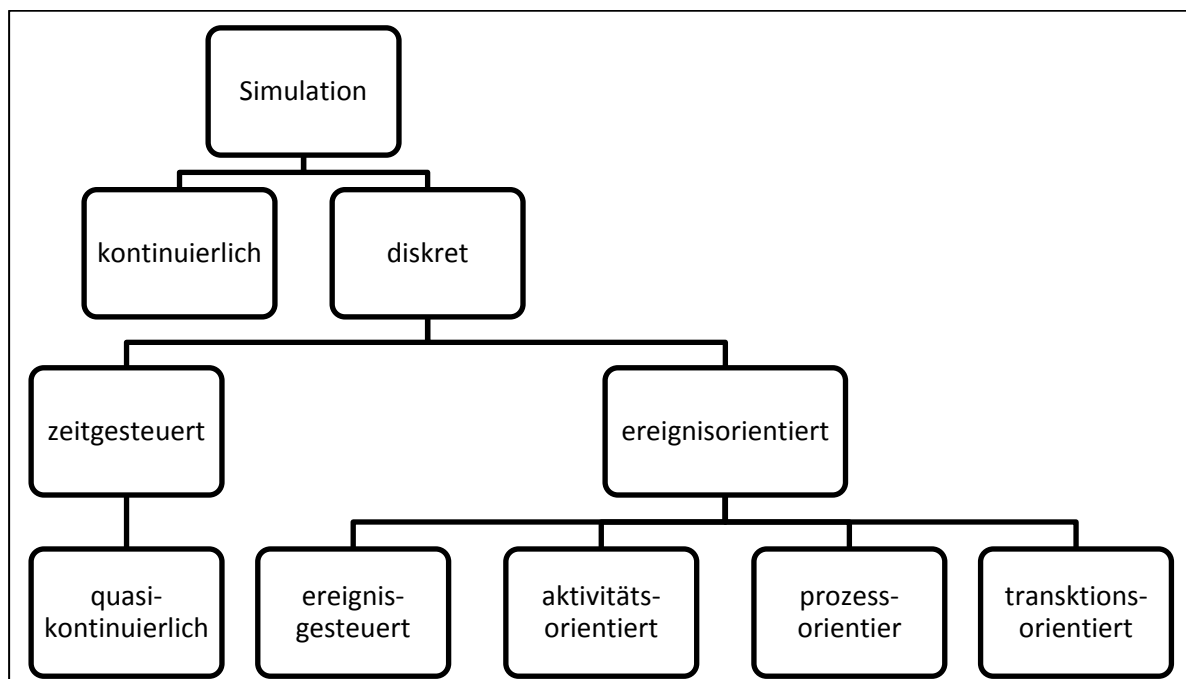 Simulation
kontinuierlich
diskret
zeitgesteuert
ereignisorientiert
quasi-
kontinuierlich
ereignis-
gesteuert
aktivitäts-
orientiert
prozess-
orientier
transktions-
orientiert